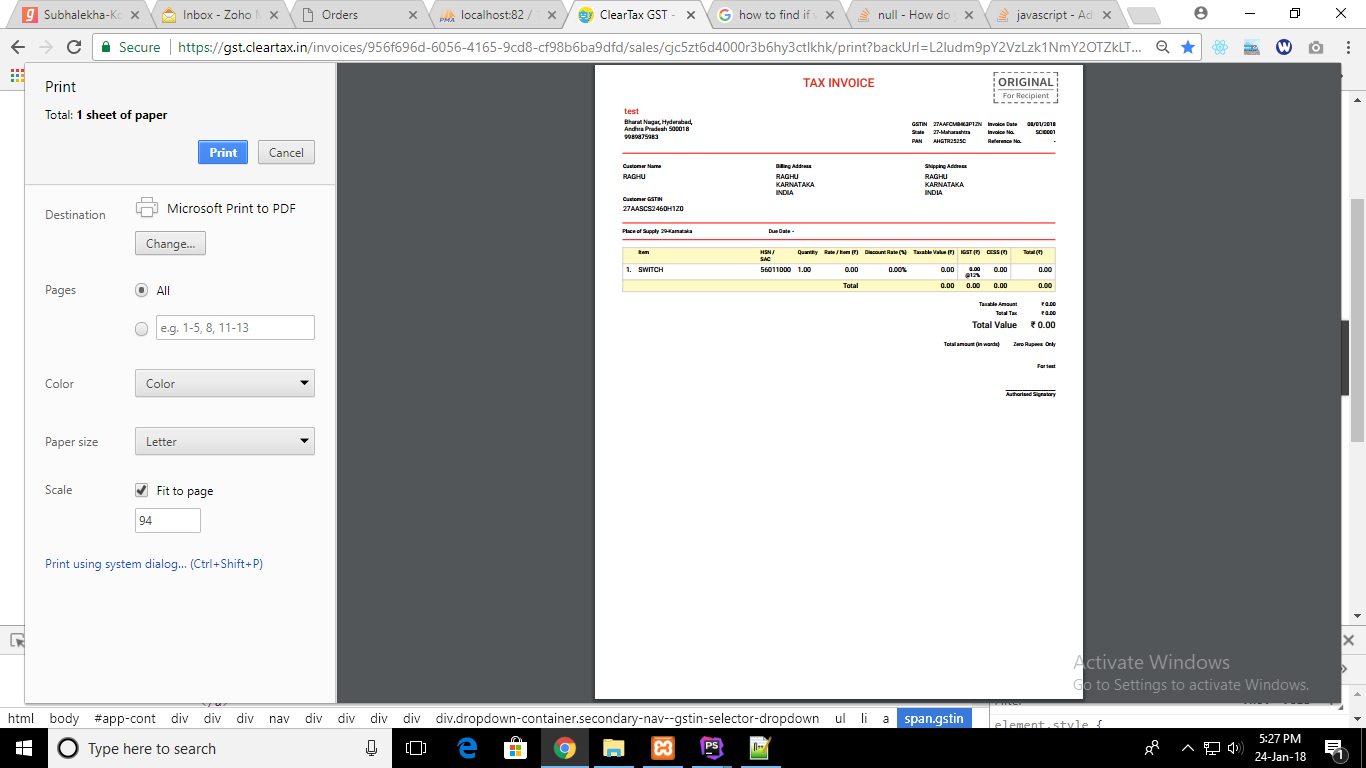 Subhalekha-Ko
Inbox - Zoho M
Orders
localhost:82 /
ClearTax GST -
how to find if v
null - How do
javascript - Ad
Secure
https://gst.cleartax.in/invoices/956f696d-6056-4165-9cd8-cf98b6ba9dfd/sales/cjc5zt6d4000r3b6hy3ctlkhk/print?backUrl=L2ludm9pY2VzLzk1NmY2OTZkLT...
Print
Total: 1 sheet of paper
Print Cancel
Destination Microsoft Print to PDF
Change...
Pages All
e.g. 1-5, 8, 11-13
Color Color
Paper size Letter
Scale Fit to page
94
Print using system dialog... (Ctrl+Shift+P)
TAX INVOICE
ORIGINAL
For Recipient
test
Bharat Nagar, Hyderabad,
Andhra Pradesh 500018
9989875983
GSTIN 27AAFCM8463P1ZN Invoice Date 08/01/2018
State 27-Maharashtra Invoice No. SCI0001
PAN AHGTR2525C Reference No. -
Customer Name Billing Address Shipping Address
RAGHU RAGHU RAGHU
KARNATAKA KARNATAKA
INDIA INDIA
Customer GSTIN
27AASCS2460H1Z0
Place of Supply 29-Karnataka Due Date -
Item HSN / SAC Quantity Rate / Item (₹) Discount Rate (%) Taxable Value (₹) IGST (₹) CESS (₹) Total (₹)
1. SWITCH 56011000 1.00 0.00 0.00% 0.00 0.00 @12% 0.00 0.00
Total 0.00 0.00 0.00 0.00
Taxable Amount ₹ 0.00
Total Tax ₹ 0.00
Total Value ₹ 0.00
Total amount (in words) Zero Rupees Only
For test
Authorised Signatory
Activate Windows
Go to Settings to activate Windows.
html body #app-cont div div div nav div div div div div.dropdown-container.secondary-nav--gstin-selector-dropdown ul li a span.gstin
element.style {
Type here to search
5:27 PM
24-Jan-18
1